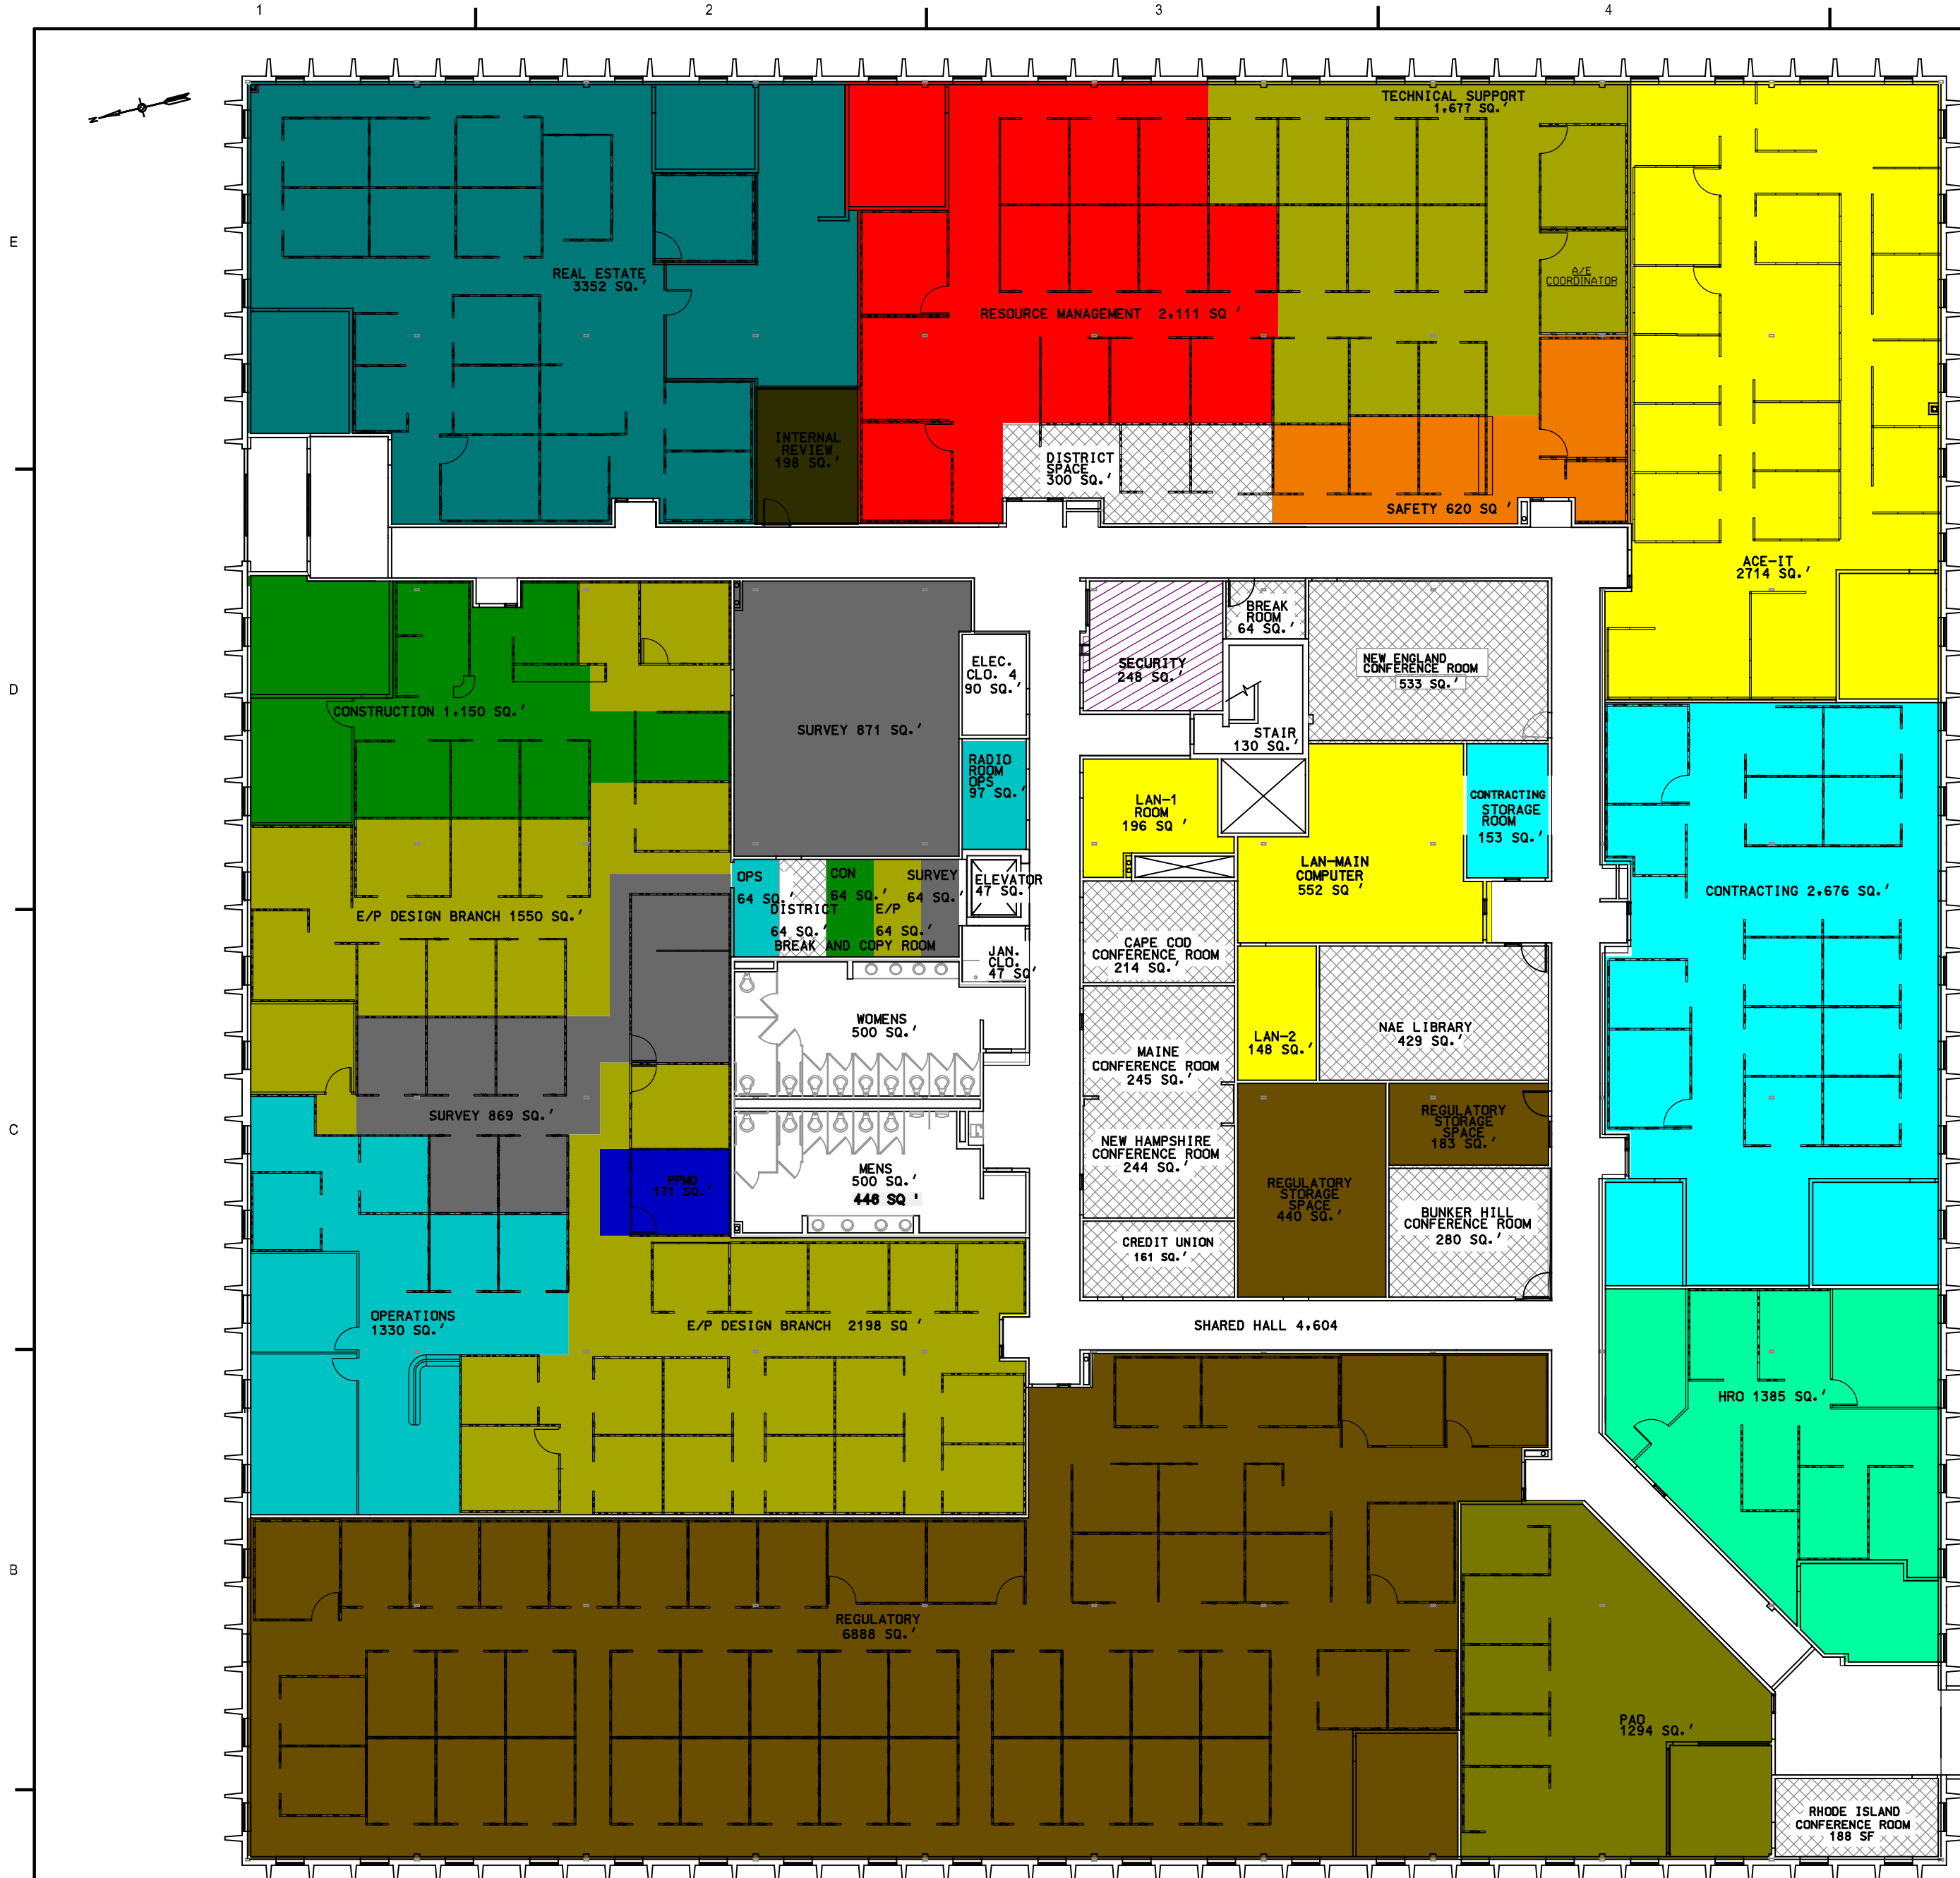 1
2
3
4
E
D
C
B
N
TECHNICAL SUPPORT
1,677 SQ.'
REAL ESTATE
3352 SQ.'
A/E
COORDINATOR
RESOURCE MANAGEMENT 2,111 SQ '
INTERNAL
REVIEW
198 SQ.'
DISTRICT
SPACE
300 SQ.'
SAFETY 620 SQ '
ACE-IT
2714 SQ.'
BREAK
ROOM
64 SQ.'
ELEC.
CLO. 4
90 SQ.'
SECURITY
248 SQ.'
NEW ENGLAND
CONFERENCE ROOM
533 SQ.'
CONSTRUCTION 1,150 SQ.'
SURVEY 871 SQ.'
STAIR
130 SQ.'
RADIO
ROOM
OPS
97 SQ.'
LAN-1
ROOM
196 SQ '
CONTRACTING
STORAGE
ROOM
153 SQ.'
LAN-MAIN
COMPUTER
552 SQ '
CONTRACTING 2,676 SQ.'
OPS
64 SQ.'
DISTRICT
64 SQ.'
CON
64 SQ.'
E/P
64 SQ.'
SURVEY
64 SQ.'
BREAK AND COPY ROOM
ELEVATOR
47 SQ.'
E/P DESIGN BRANCH 1550 SQ.'
JAN.
CLO.
47 SQ'
CAPE COD
CONFERENCE ROOM
214 SQ.'
WOMENS
500 SQ.'
LAN-2
148 SQ.'
NAE LIBRARY
429 SQ.'
MAINE
CONFERENCE ROOM
245 SQ.'
SURVEY 869 SQ.'
REGULATORY
STORAGE
SPACE
183 SQ.'
NEW HAMPSHIRE
CONFERENCE ROOM
244 SQ.'
PPMD
171 SQ.'
MENS
500 SQ.'
446 SQ '
REGULATORY
STORAGE
SPACE
440 SQ.'
BUNKER HILL
CONFERENCE ROOM
280 SQ.'
CREDIT UNION
161 SQ.'
OPERATIONS
1330 SQ.'
E/P DESIGN BRANCH 2198 SQ '
SHARED HALL 4,604
HRO 1385 SQ.'
REGULATORY
6888 SQ.'
PAO
1294 SQ.'
RHODE ISLAND
CONFERENCE ROOM
188 SF